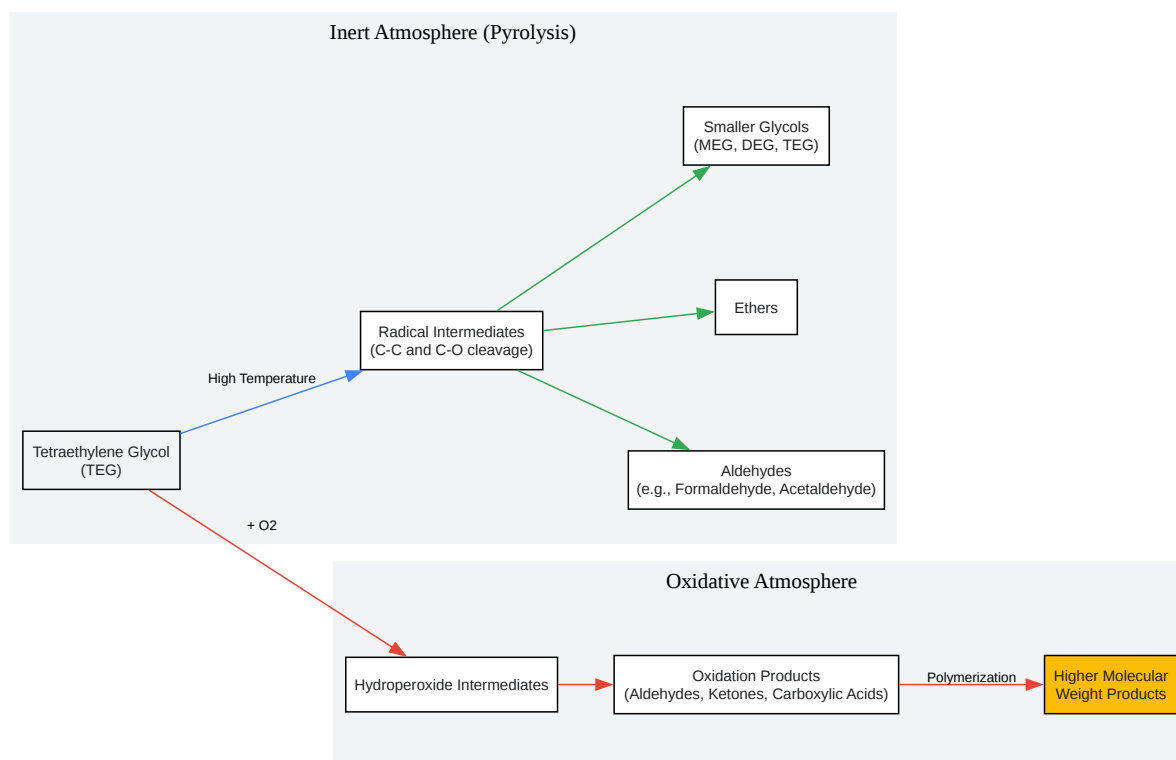 Inert Atmosphere (Pyrolysis)
Smaller Glycols
(MEG, DEG, TEG)
Ethers
Radical Intermediates
(C-C and C-O cleavage)
High Temperature
Tetraethylene Glycol
(TEG)
Aldehydes
(e.g., Formaldehyde, Acetaldehyde)
+ O2
Oxidative Atmosphere
Hydroperoxide Intermediates
Oxidation Products
(Aldehydes, Ketones, Carboxylic Acids)
Polymerization
Higher Molecular
Weight Products